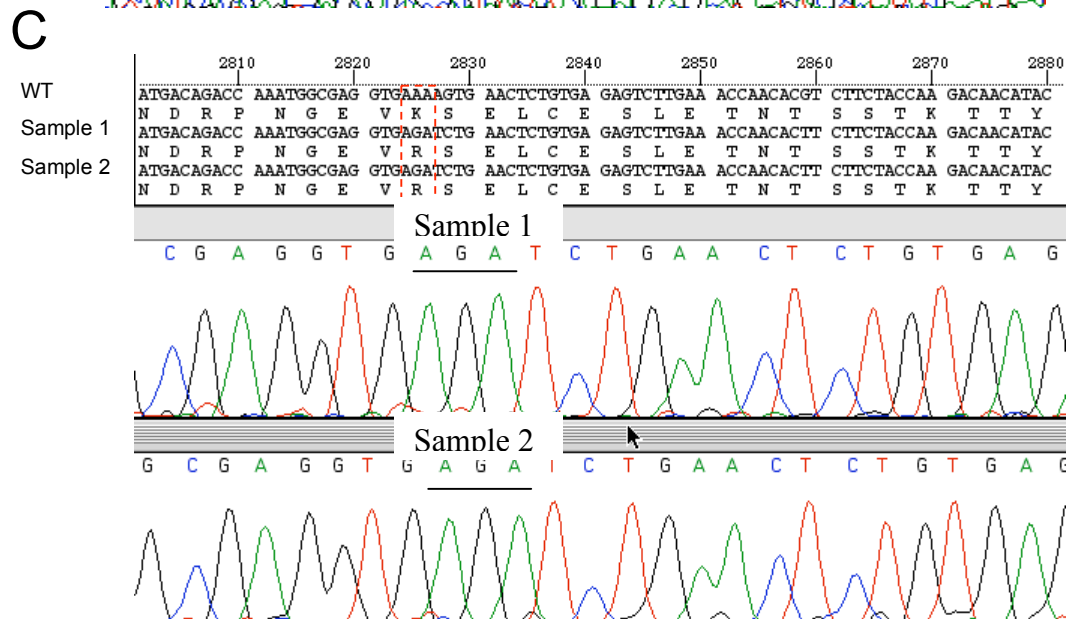 C
2810 2820 2830 2840 2850 2860 2870 2880
WT
ATGACAGACC AAATGGCGAG GTGAAAAGTG AACTCTGTGA GAGTCTTGAA ACCAACACGT CTTCTACCAA GACAACATAC
N D R P N G E V K S E L C E S L E T N T S S T K T T Y
Sample 1
ATGACAGACC AAATGGCGAG GTGAGATCTG AACTCTGTGA GAGTCTTGAA ACCAACACTT CTTCTACCAA GACAACATAC
N D R P N G E V R S E L C E S L E T N T S S T K T T Y
Sample 2
ATGACAGACC AAATGGCGAG GTGAGATCTG AACTCTGTGA GAGTCTTGAA ACCAACACTT CTTCTACCAA GACAACATAC
N D R P N G E V R S E L C E S L E T N T S S T K T T Y
Sample 1
C G A G G T G A G A T C T G A A C T C T G T G A G
Sample 2
G C G A G G T G A G A T C T G A A C T C T G T G A G